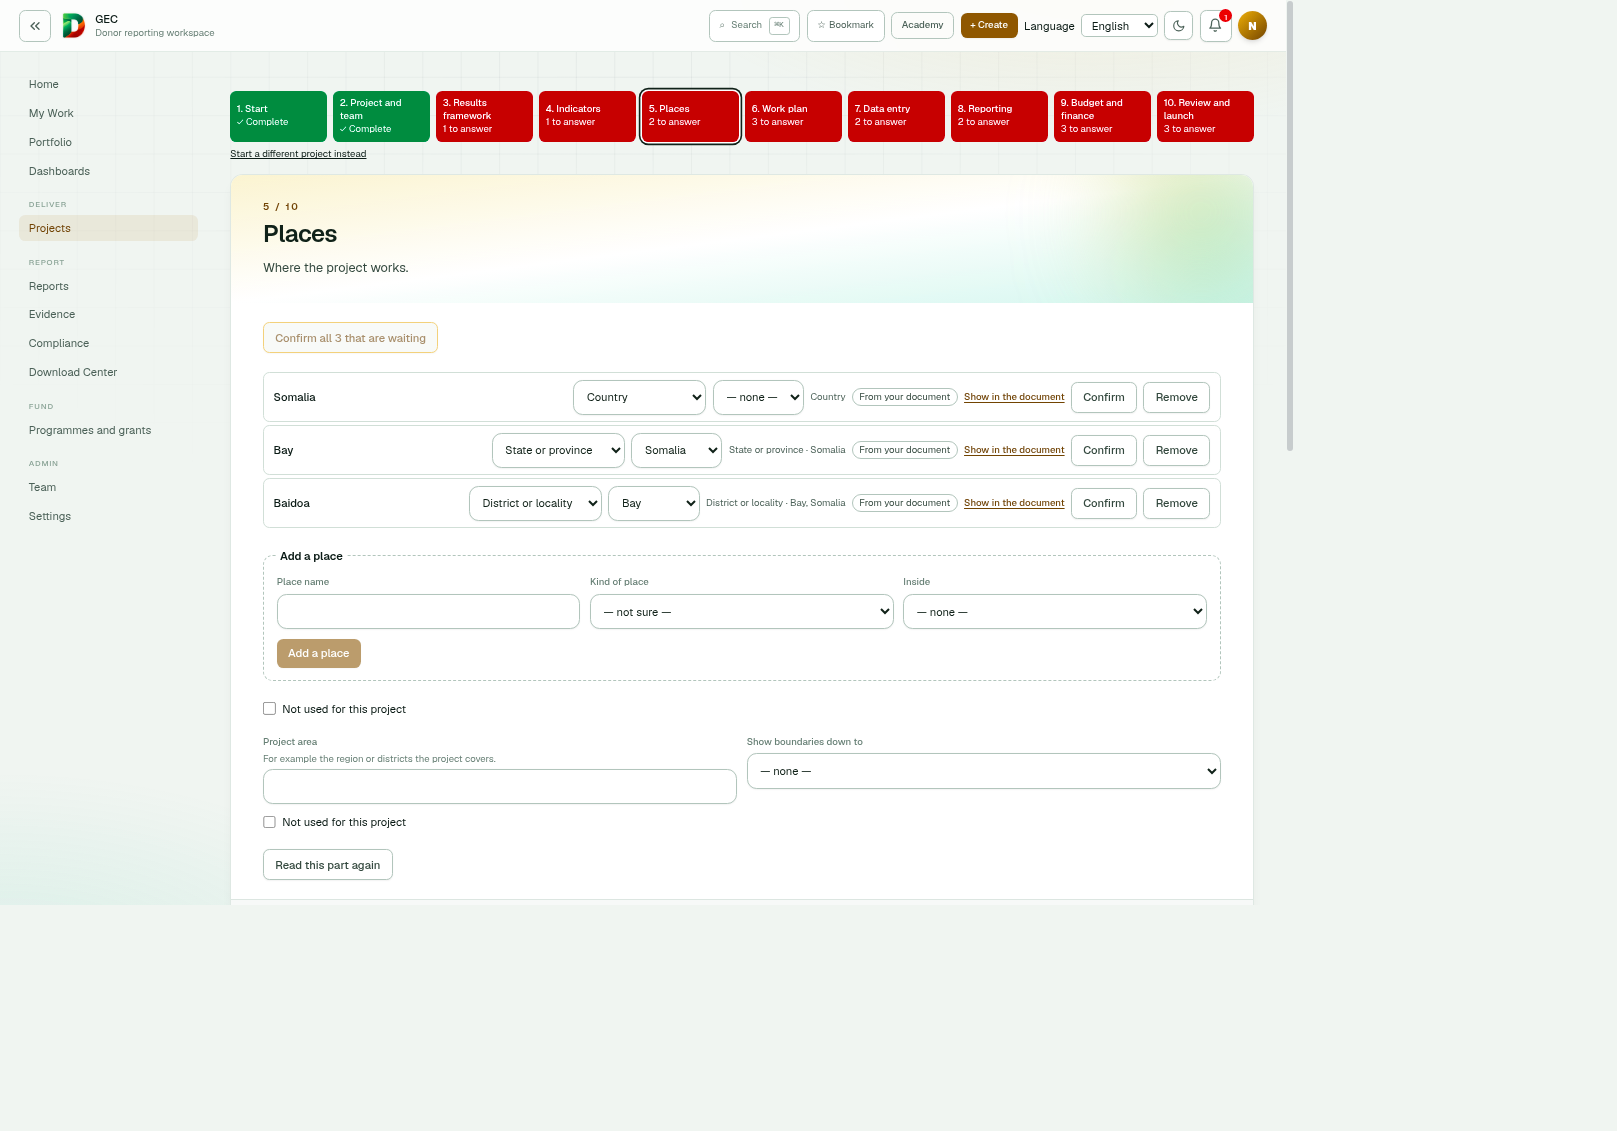 GEC
Donor reporting workspace
Search ⌘K
☆ Bookmark
Academy
+ Create
Language
English
1
N
Home
My Work
Portfolio
Dashboards
DELIVER
Projects
REPORT
Reports
Evidence
Compliance
Download Center
FUND
Programmes and grants
ADMIN
Team
Settings
1. Start
✓ Complete
2. Project and
team
✓ Complete
3. Results
framework
1 to answer
4. Indicators
1 to answer
5. Places
2 to answer
6. Work plan
3 to answer
7. Data entry
2 to answer
8. Reporting
2 to answer
9. Budget and
finance
3 to answer
10. Review and
launch
3 to answer
Start a different project instead
5 / 10
Places
Where the project works.
Confirm all 3 that are waiting
Somalia Country — none — Country From your document Show in the document Confirm Remove
Bay State or province Somalia State or province · Somalia From your document Show in the document Confirm Remove
Baidoa District or locality Bay District or locality · Bay, Somalia From your document Show in the document Confirm Remove
Add a place
Place name Kind of place Inside
— not sure — — none —
Add a place
Not used for this project
Project area
For example the region or districts the project covers.
Show boundaries down to
— none —
Not used for this project
Read this part again